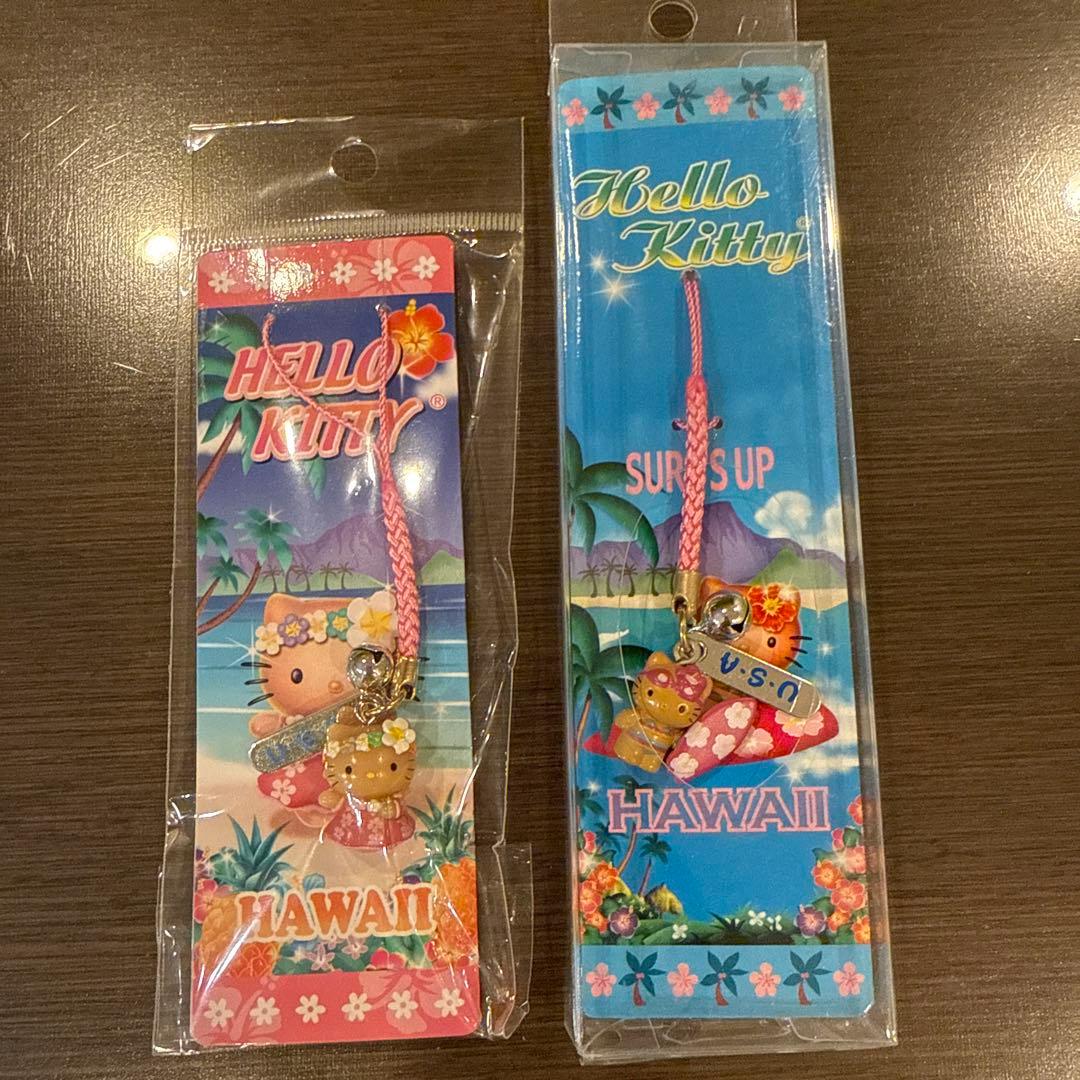 HELLO
KITTY®
HAWAII
Hello
Kitty©
SURF'S UP
U.S.A
HAWAII